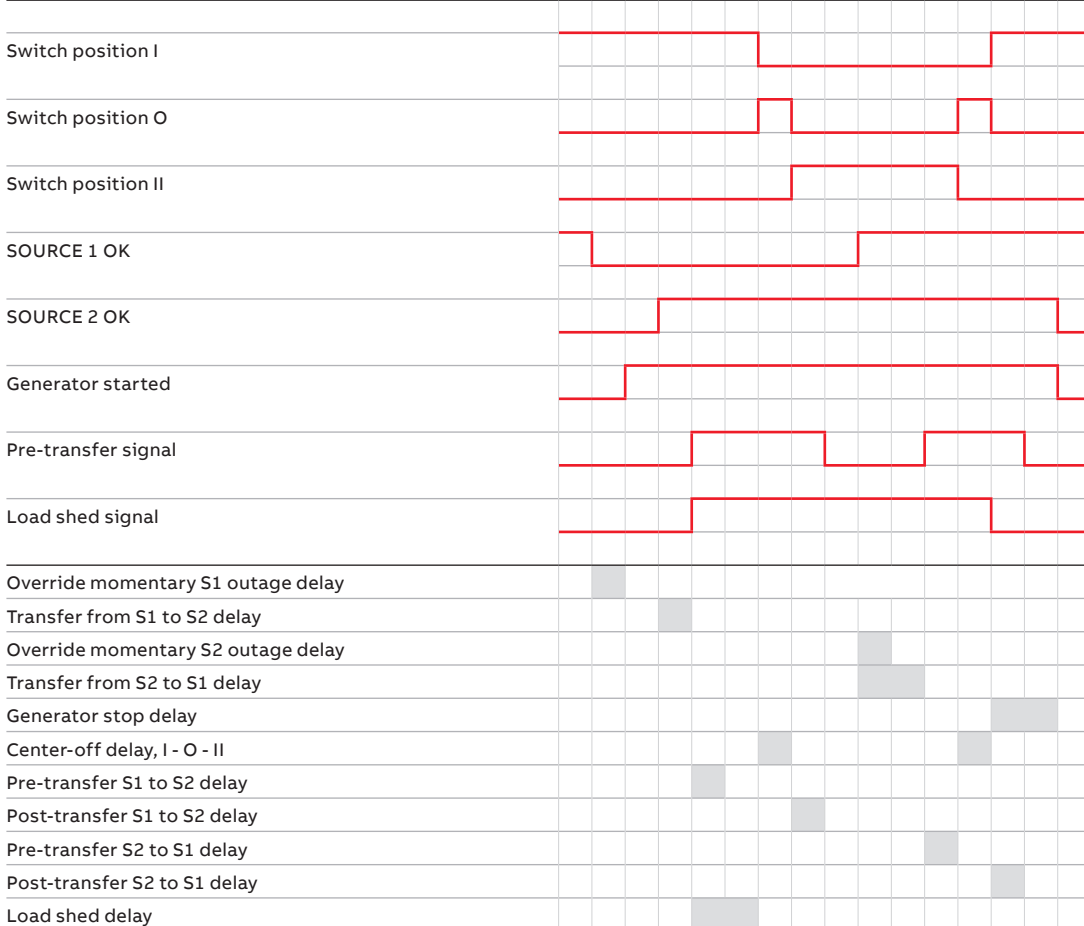 Switch position I
Switch position O
Switch position II
SOURCE 1 OK
SOURCE 2 OK
Generator started
Pre-transfer signal
Load shed signal
Override momentary S1 outage delay
Transfer from S1 to S2 delay
Override momentary S2 outage delay
Transfer from S2 to S1 delay
Generator stop delay
Center-off delay, I - O - II
Pre-transfer S1 to S2 delay
Post-transfer S1 to S2 delay
Pre-transfer S2 to S1 delay
Post-transfer S2 to S1 delay
Load shed delay